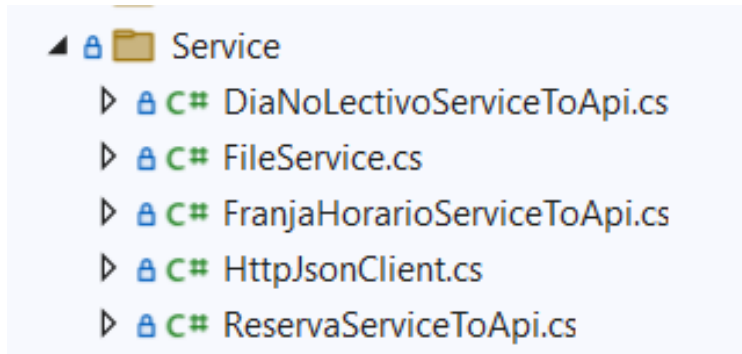 Service
C# DiaNoLectivoServiceToApi.cs
C# FileService.cs
C# FranjaHorarioServiceToApi.cs
C# HttpJsonClient.cs
C# ReservaServiceToApi.cs